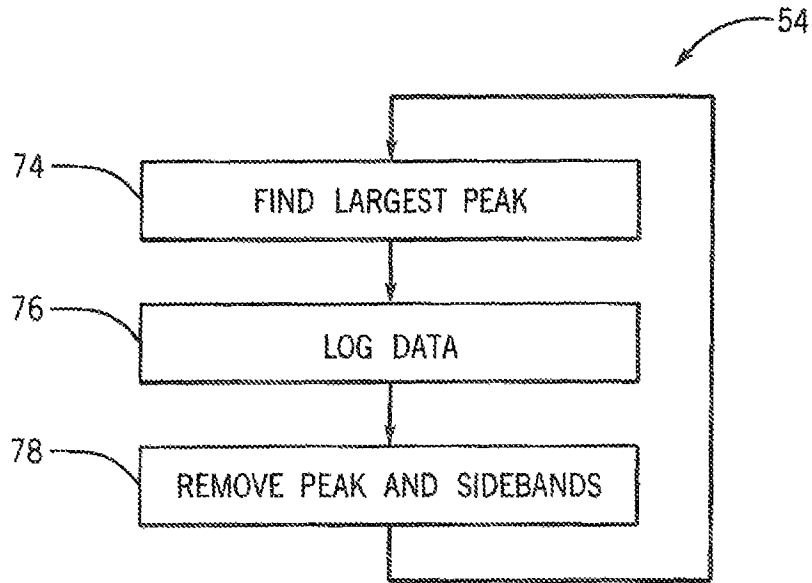 54
74
FIND LARGEST PEAK
76
LOG DATA
78
REMOVE PEAK AND SIDEBANDS